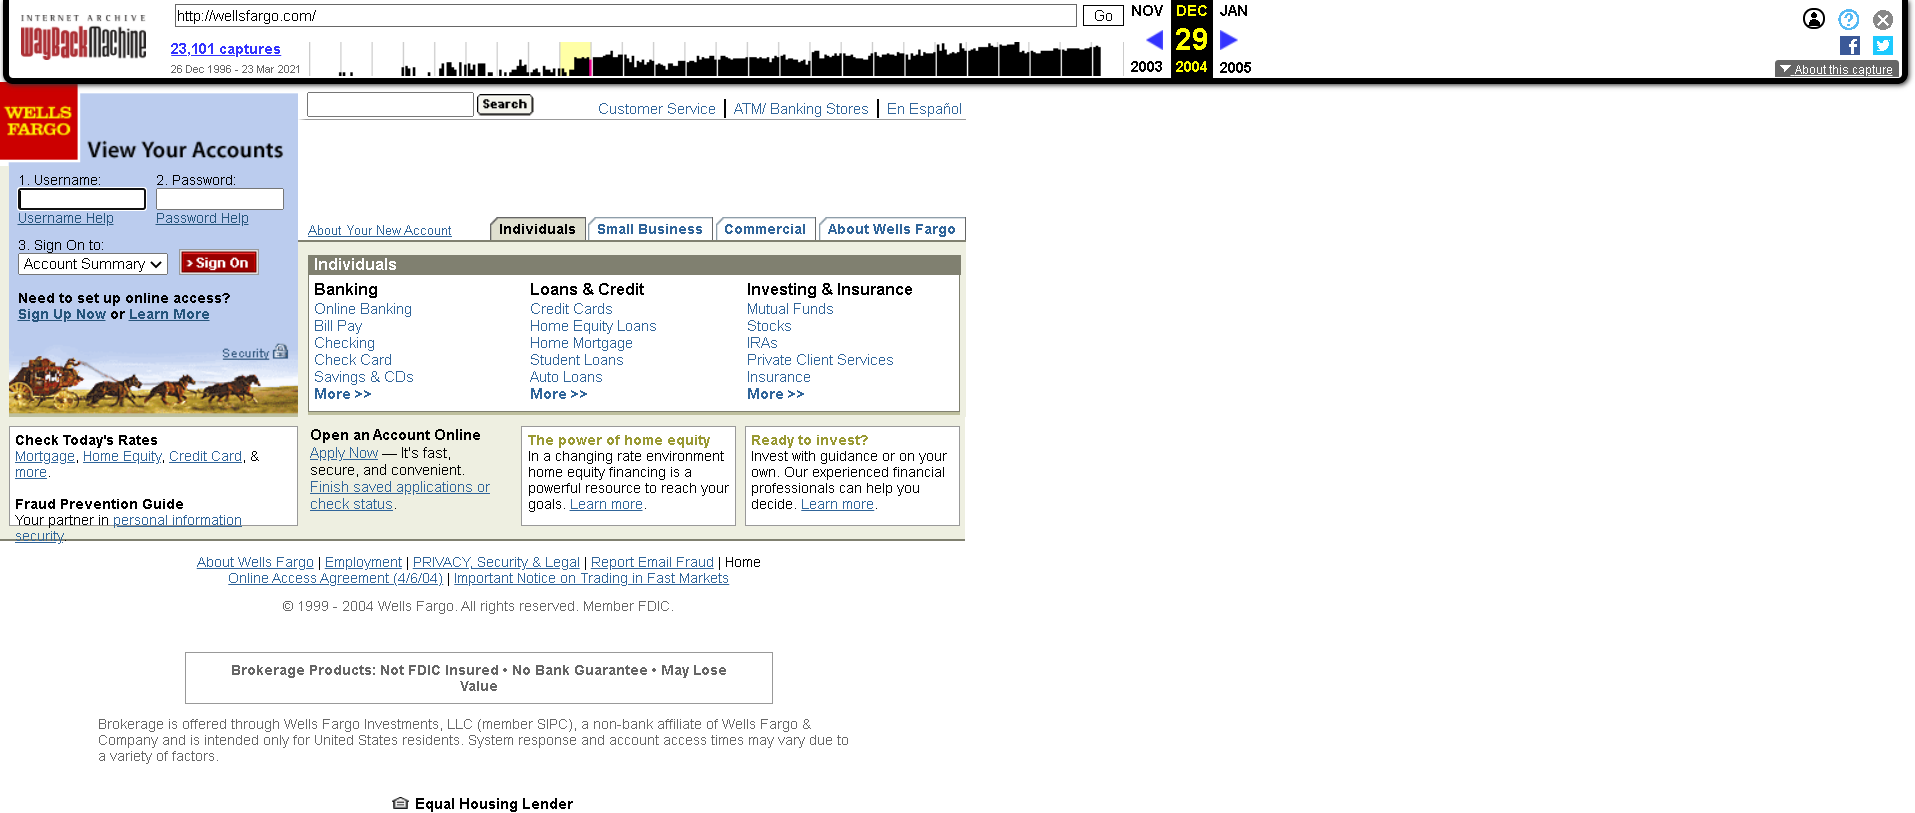 INTERNET ARCHIVE
WayBackMachine
http://wellsfargo.com/
Go
NOV DEC JAN
23,101 captures
29
26 Dec 1996 - 23 Mar 2021
2003 2004 2005
About this capture
WELLS
FARGO
Search
Customer Service | ATM/ Banking Stores | En Español
View Your Accounts
1. Username: 2. Password:
Username Help Password Help
3. Sign On to:
Account Summary
Sign On
Need to set up online access?
Sign Up Now or Learn More
Security
About Your New Account
Individuals Small Business Commercial About Wells Fargo
Individuals
Banking
Online Banking
Bill Pay
Checking
Check Card
Savings & CDs
More >>
Loans & Credit
Credit Cards
Home Equity Loans
Home Mortgage
Student Loans
Auto Loans
More >>
Investing & Insurance
Mutual Funds
Stocks
IRAs
Private Client Services
Insurance
More >>
Check Today's Rates
Mortgage, Home Equity, Credit Card, &
more.
Fraud Prevention Guide
Your partner in personal information
security.
Open an Account Online
Apply Now — It's fast,
secure, and convenient.
Finish saved applications or
check status.
The power of home equity
In a changing rate environment
home equity financing is a
powerful resource to reach your
goals. Learn more.
Ready to invest?
Invest with guidance or on your
own. Our experienced financial
professionals can help you
decide. Learn more.
About Wells Fargo | Employment | PRIVACY, Security & Legal | Report Email Fraud | Home
Online Access Agreement (4/6/04) | Important Notice on Trading in Fast Markets
© 1999 - 2004 Wells Fargo. All rights reserved. Member FDIC.
Brokerage Products: Not FDIC Insured • No Bank Guarantee • May Lose
Value
Brokerage is offered through Wells Fargo Investments, LLC (member SIPC), a non-bank affiliate of Wells Fargo &
Company and is intended only for United States residents. System response and account access times may vary due to
a variety of factors.
Equal Housing Lender